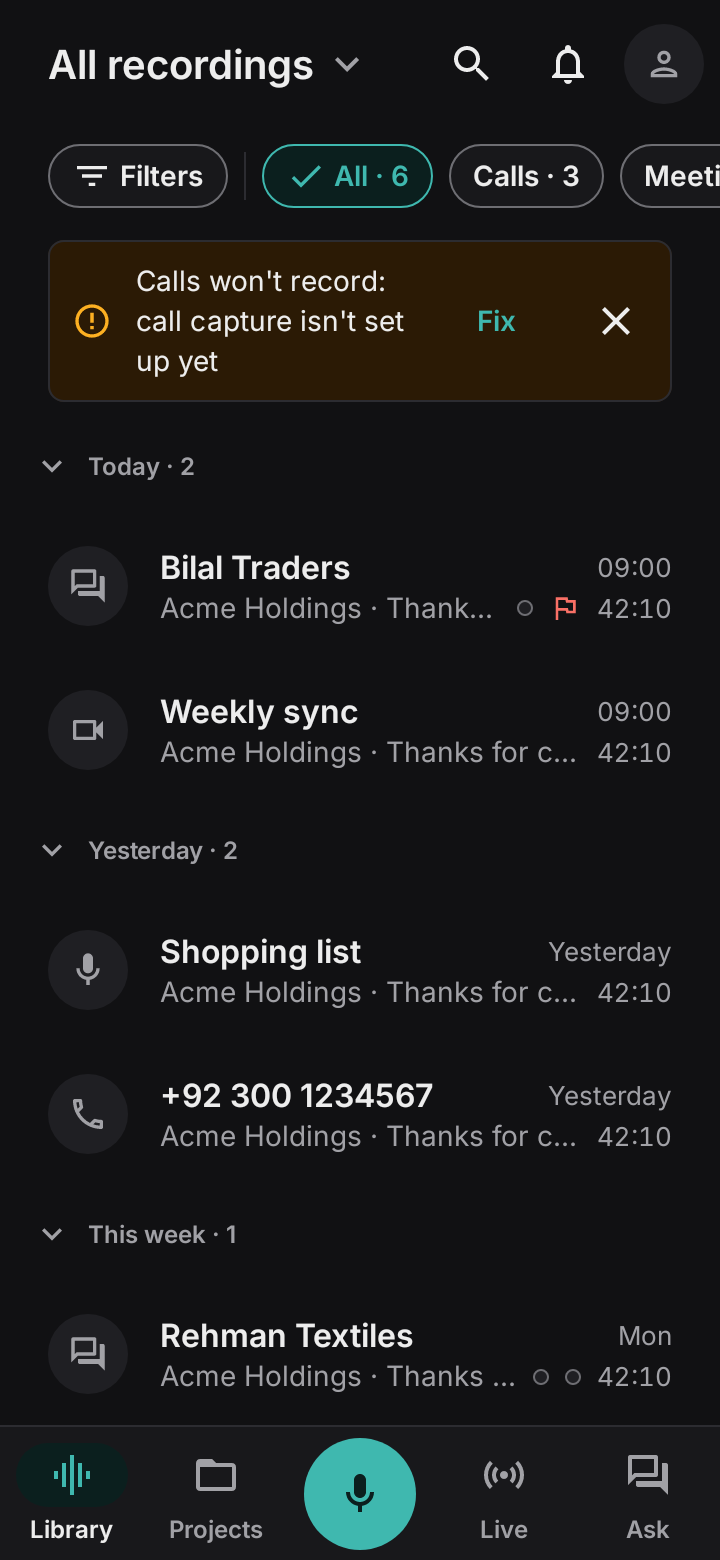 All recordings
Filters
All · 6
Calls · 3
Meeti
Calls won't record:
call capture isn't set
up yet
Fix
Today · 2
Bilal Traders 09:00
Acme Holdings · Thank... 42:10
Weekly sync 09:00
Acme Holdings · Thanks for c... 42:10
Yesterday · 2
Shopping list Yesterday
Acme Holdings · Thanks for c... 42:10
+92 300 1234567 Yesterday
Acme Holdings · Thanks for c... 42:10
This week · 1
Rehman Textiles Mon
Acme Holdings · Thanks ... 42:10
Library
Projects
Live
Ask